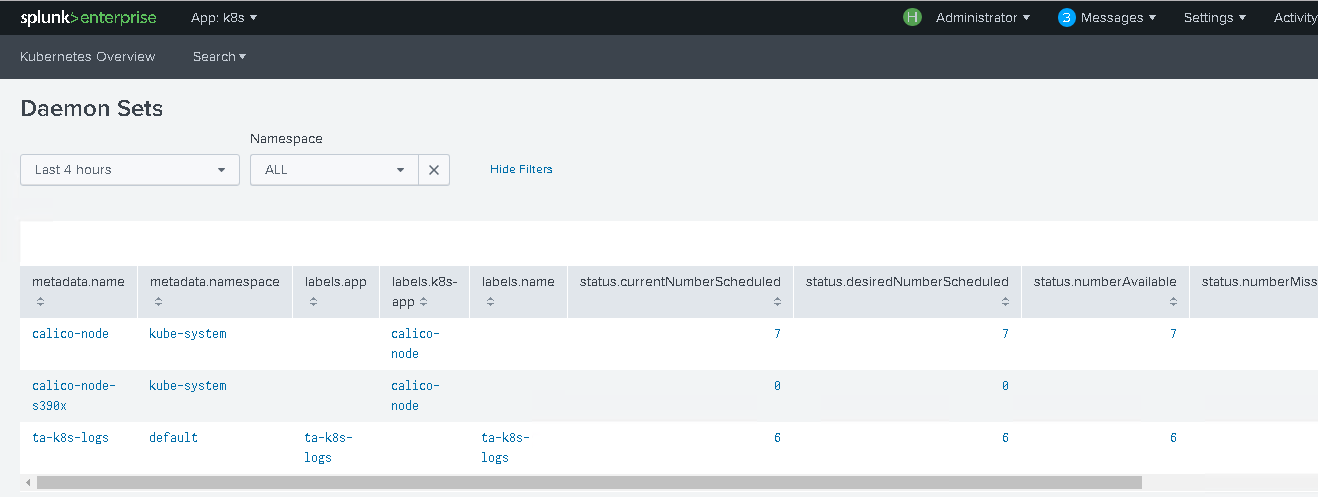 splunk>enterprise App: k8s H Administrator 3 Messages Settings Activity
Kubernetes Overview Search
Daemon Sets
Namespace
Last 4 hours ALL Hide Filters
metadata.name metadata.namespace labels.app labels.k8s- labels.name status.currentNumberScheduled status.desiredNumberScheduled status.numberAvailable status.numberMiss
app
calico-node kube-system calico- 7 7 7
node
calico-node- kube-system calico- 0 0
s390x node
ta-k8s-logs default ta-k8s- ta-k8s- 6 6 6
logs logs